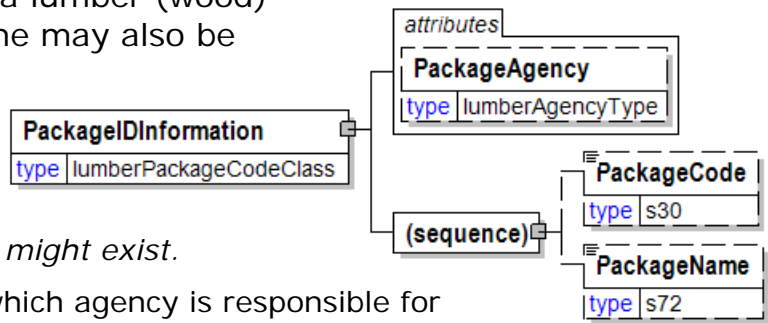 a lumber (wood)
ne may also be
attributes
PackageAgency
type lumberAgencyType
PackageIDInformation
type lumberPackageCodeClass
(sequence)
PackageCode
type s30
PackageName
type s72
might exist.
which agency is responsible for